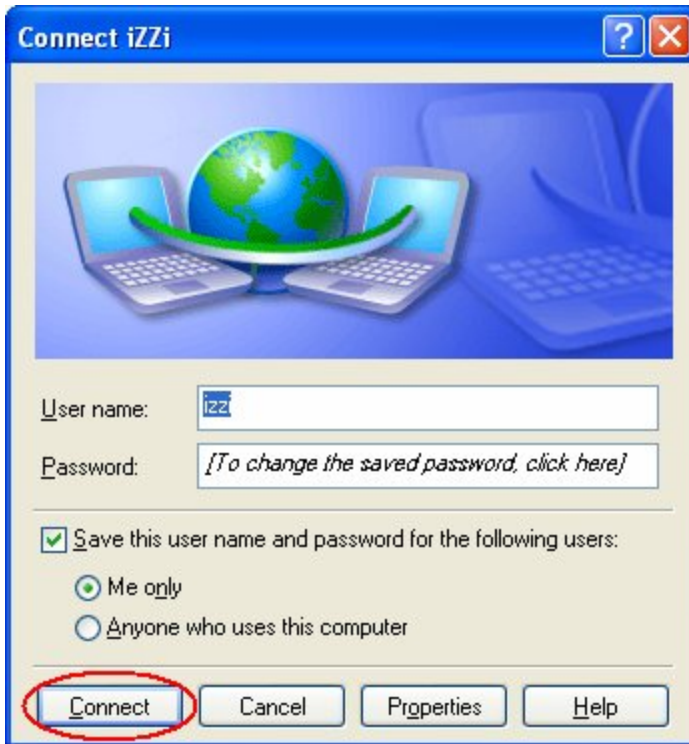 Connect iZZi
User name:
izzi
Password:
[To change the saved password, click here]
Save this user name and password for the following users:
Me only
Anyone who uses this computer
Connect Cancel Properties Help